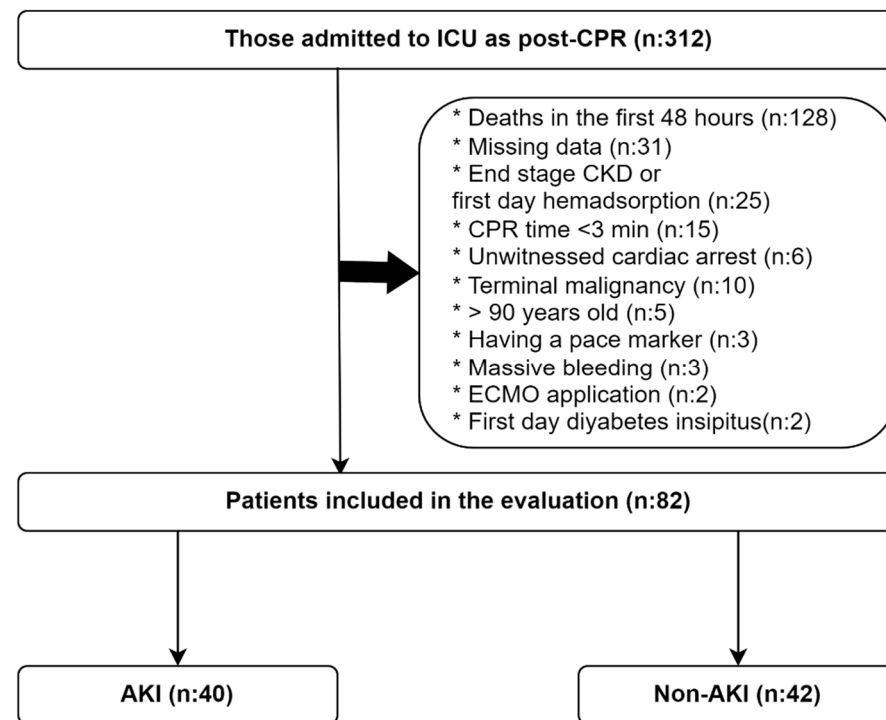 Those admitted to ICU as post-CPR (n:312)
* Deaths in the first 48 hours (n:128)
* Missing data (n:31)
* End stage CKD or
first day hemadsorption (n:25)
* CPR time <3 min (n:15)
* Unwitnessed cardiac arrest (n:6)
* Terminal malignancy (n:10)
* > 90 years old (n:5)
* Having a pace marker (n:3)
* Massive bleeding (n:3)
* ECMO application (n:2)
* First day diyabetes insipitus(n:2)
Patients included in the evaluation (n:82)
AKI (n:40)
Non-AKI (n:42)